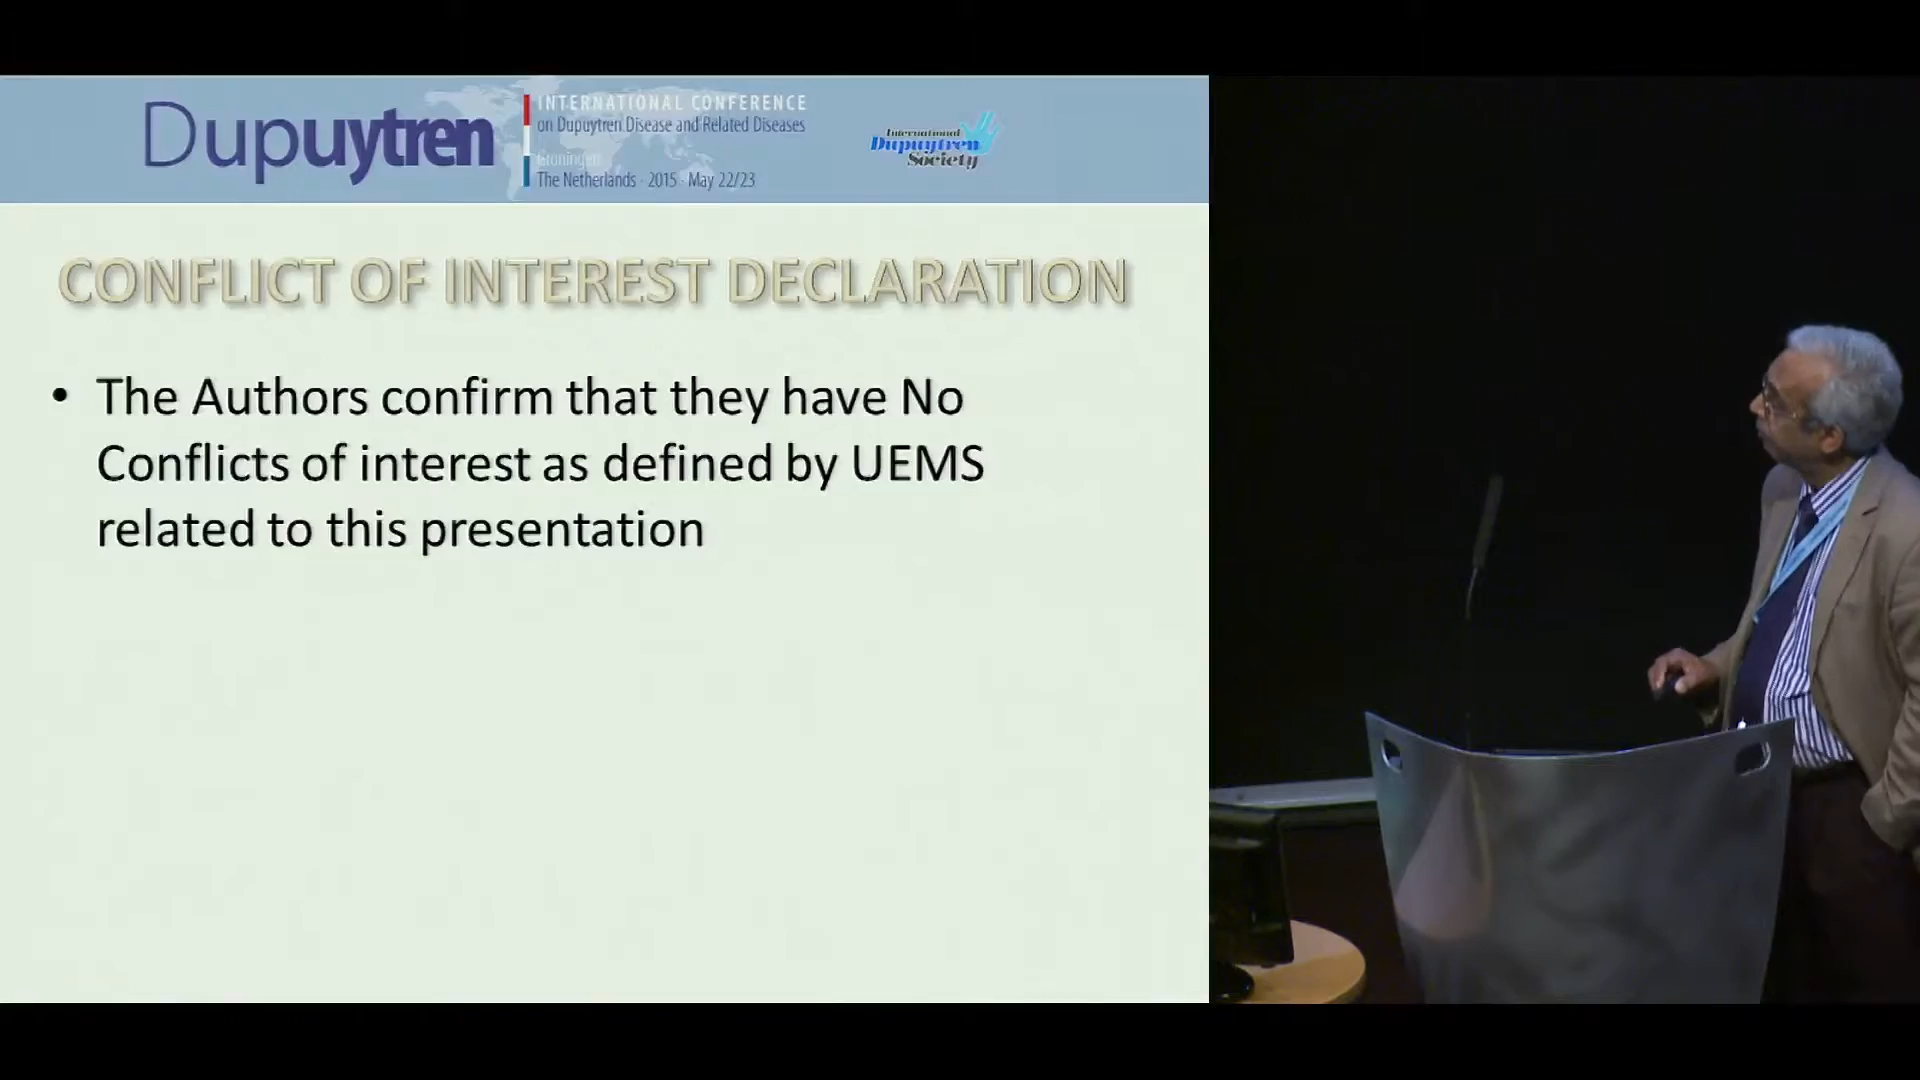 Dupuytren
INTERNATIONAL CONFERENCE
on Dupuytren Disease and Related Diseases
Groningen
The Netherlands · 2015 · May 22/23
International
Dupuytren
Society
CONFLICT OF INTEREST DECLARATION
• The Authors confirm that they have No
Conflicts of interest as defined by UEMS
related to this presentation